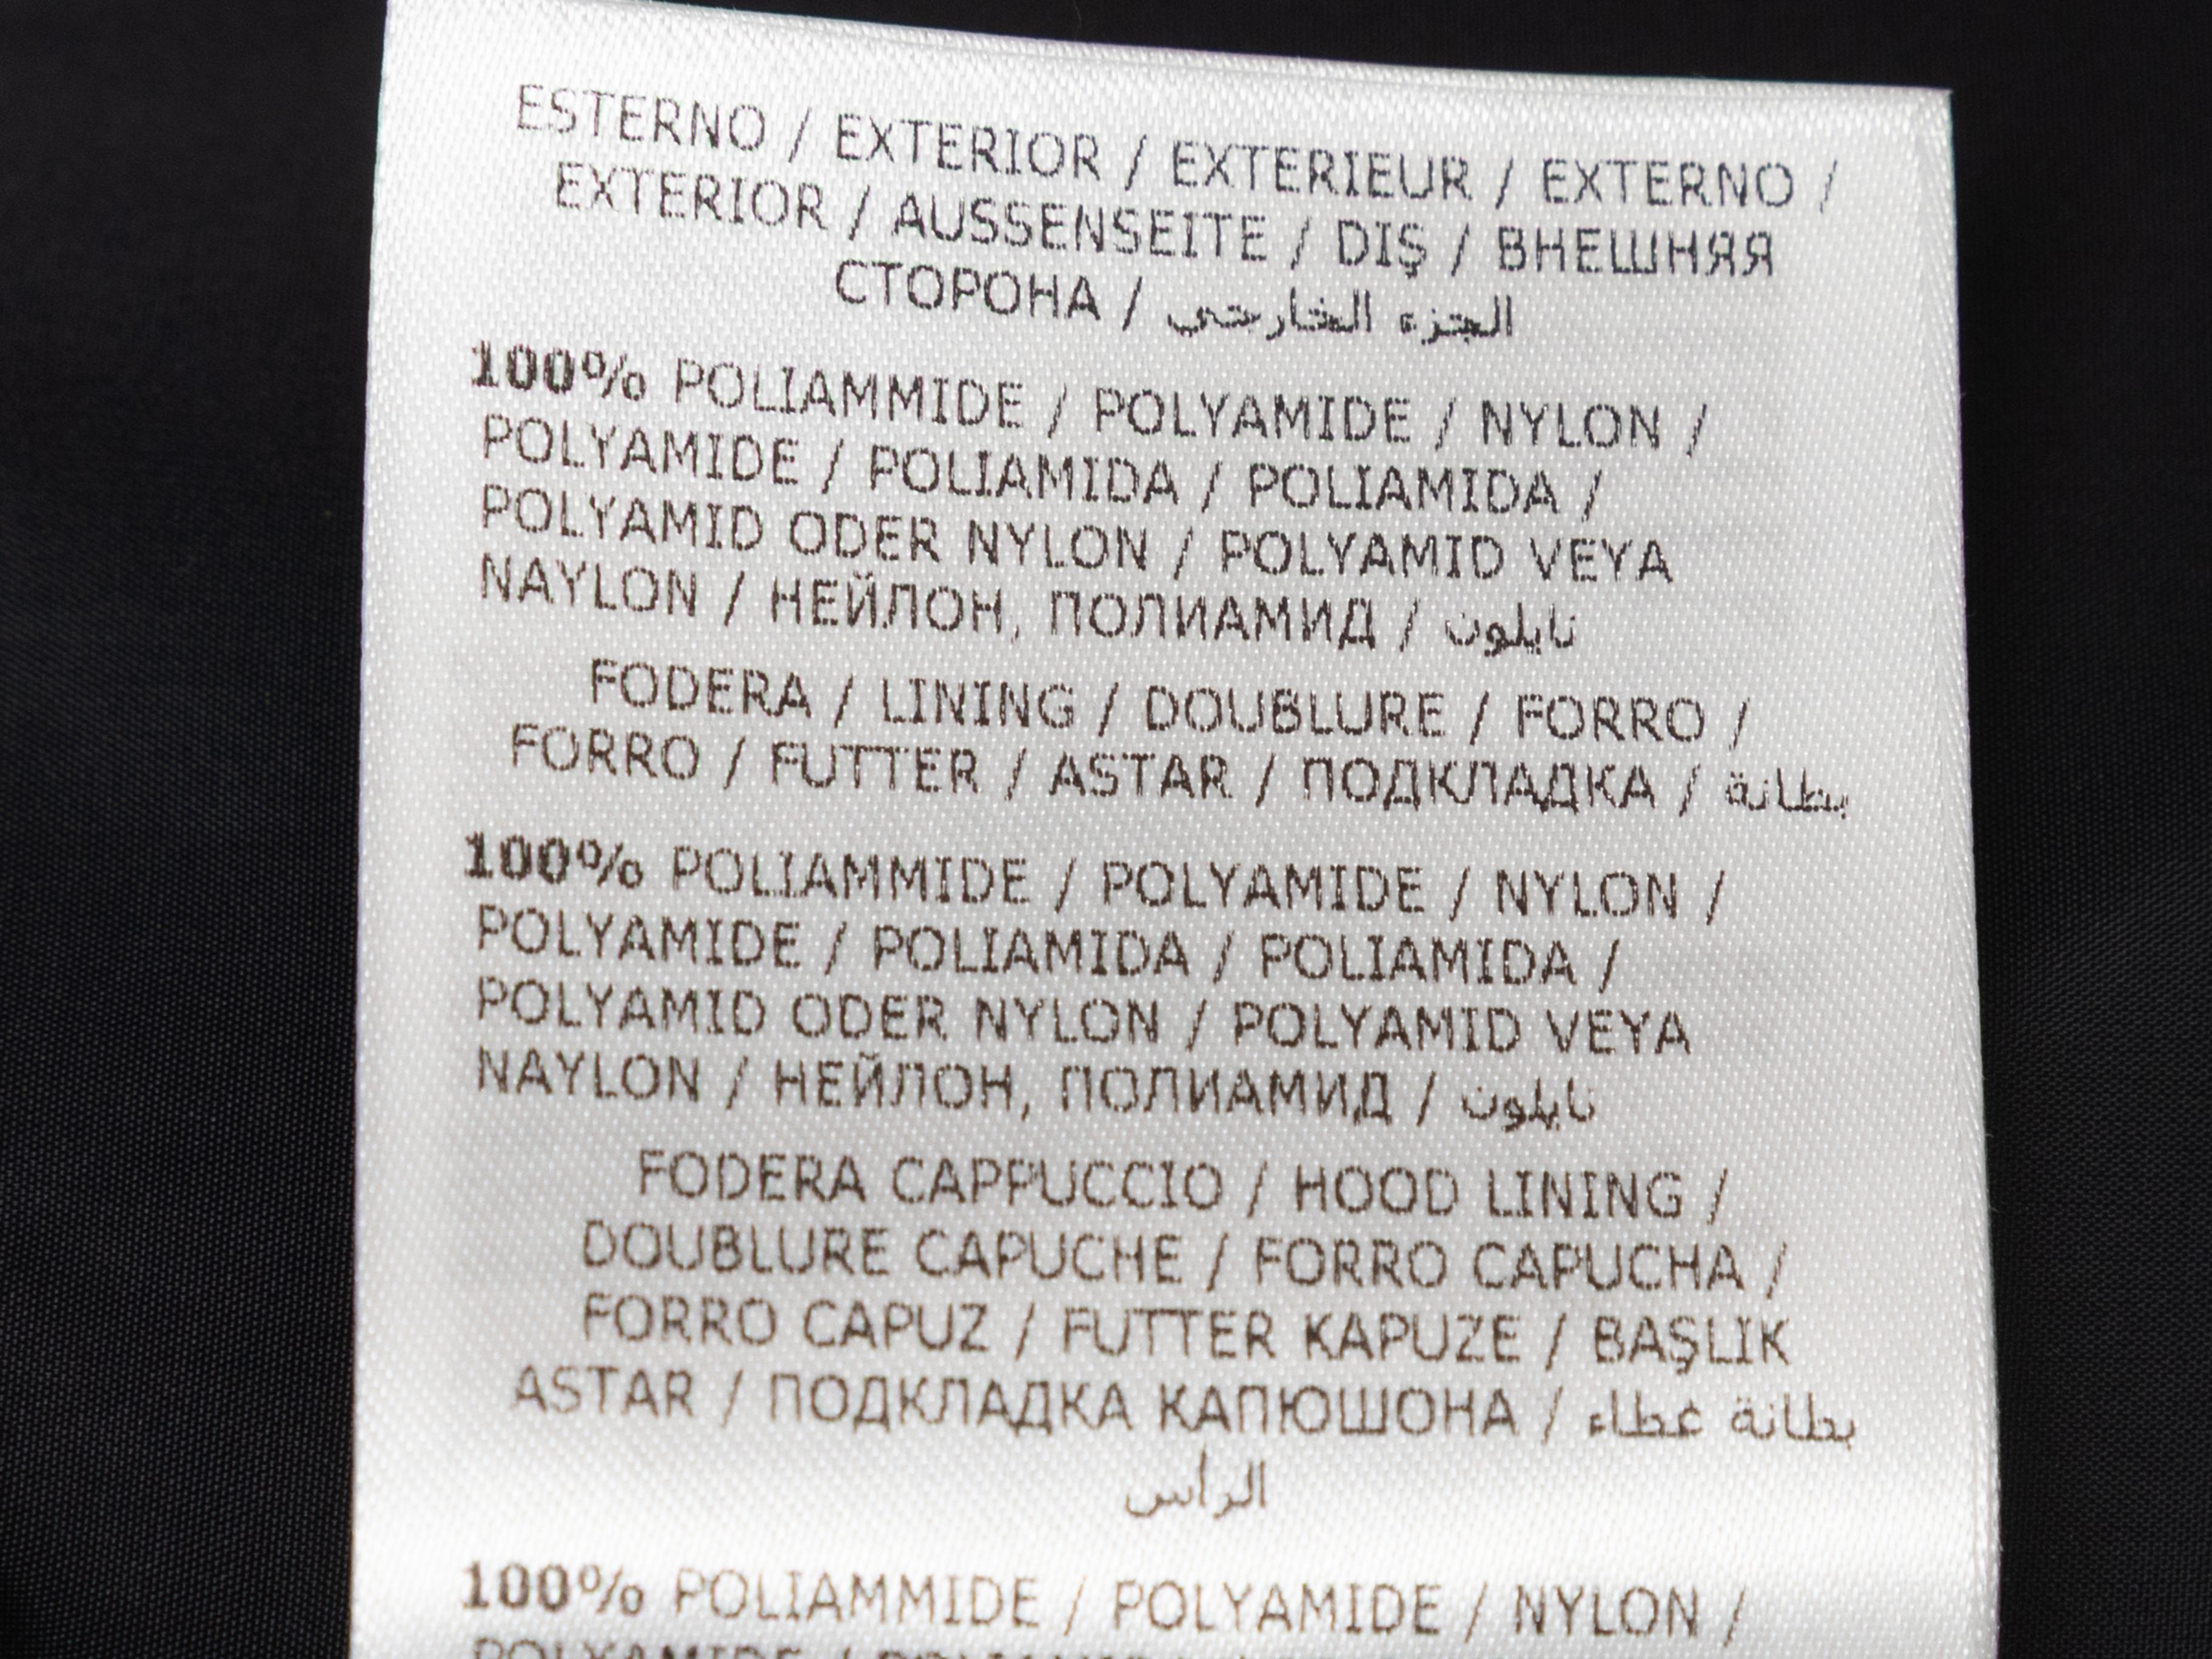 ESTERNO / EXTERIOR / EXTERIEUR / EXTERNO /
EXTERIOR / AUSSENSEITE / DIŞ / ВНЕШНЯЯ
СТОРОНА / الجزء الخارجي
100% POLIAMMIDE / POLYAMIDE / NYLON /
POLYAMIDE / POLIAMIDA / POLIAMIDA /
POLYAMID ODER NYLON / POLYAMID VEYA
NAYLON / НЕЙЛОН, ПОЛИАМИД / نايلون
FODERA / LINING / DOUBLURE / FORRO /
FORRO / FUTTER / ASTAR / ПОДКЛАДКА / بطانة
100% POLIAMMIDE / POLYAMIDE / NYLON /
POLYAMIDE / POLIAMIDA / POLIAMIDA /
POLYAMID ODER NYLON / POLYAMID VEYA
NAYLON / НЕЙЛОН, ПОЛИАМИД / نايلون
FODERA CAPPUCCIO / HOOD LINING /
DOUBLURE CAPUCHE / FORRO CAPUCHA /
FORRO CAPUZ / FUTTER KAPUZE / BAŞLIK
ASTAR / ПОДКЛАДКА КАПЮШОНА / بطانة غطاء
الرأس
100% POLIAMMIDE / POLYAMIDE / NYLON /
POLYAMIDE /